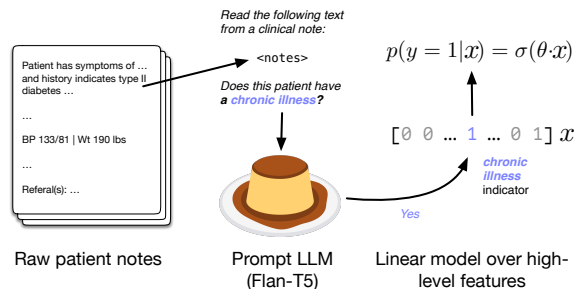 Patient has symptoms of ...
and history indicates type II
diabetes ...
...
BP 133/81 | Wt 190 lbs
...
Referal(s): ...
Raw patient notes
Read the following text
from a clinical note:
<notes>
Does this patient have
a chronic illness?
Prompt LLM
(Flan-T5)
Yes
p(y = 1|x) = σ(θ·x)
[0 0 … 1 … 0 1] x
chronic
illness
indicator
Linear model over high-
level features